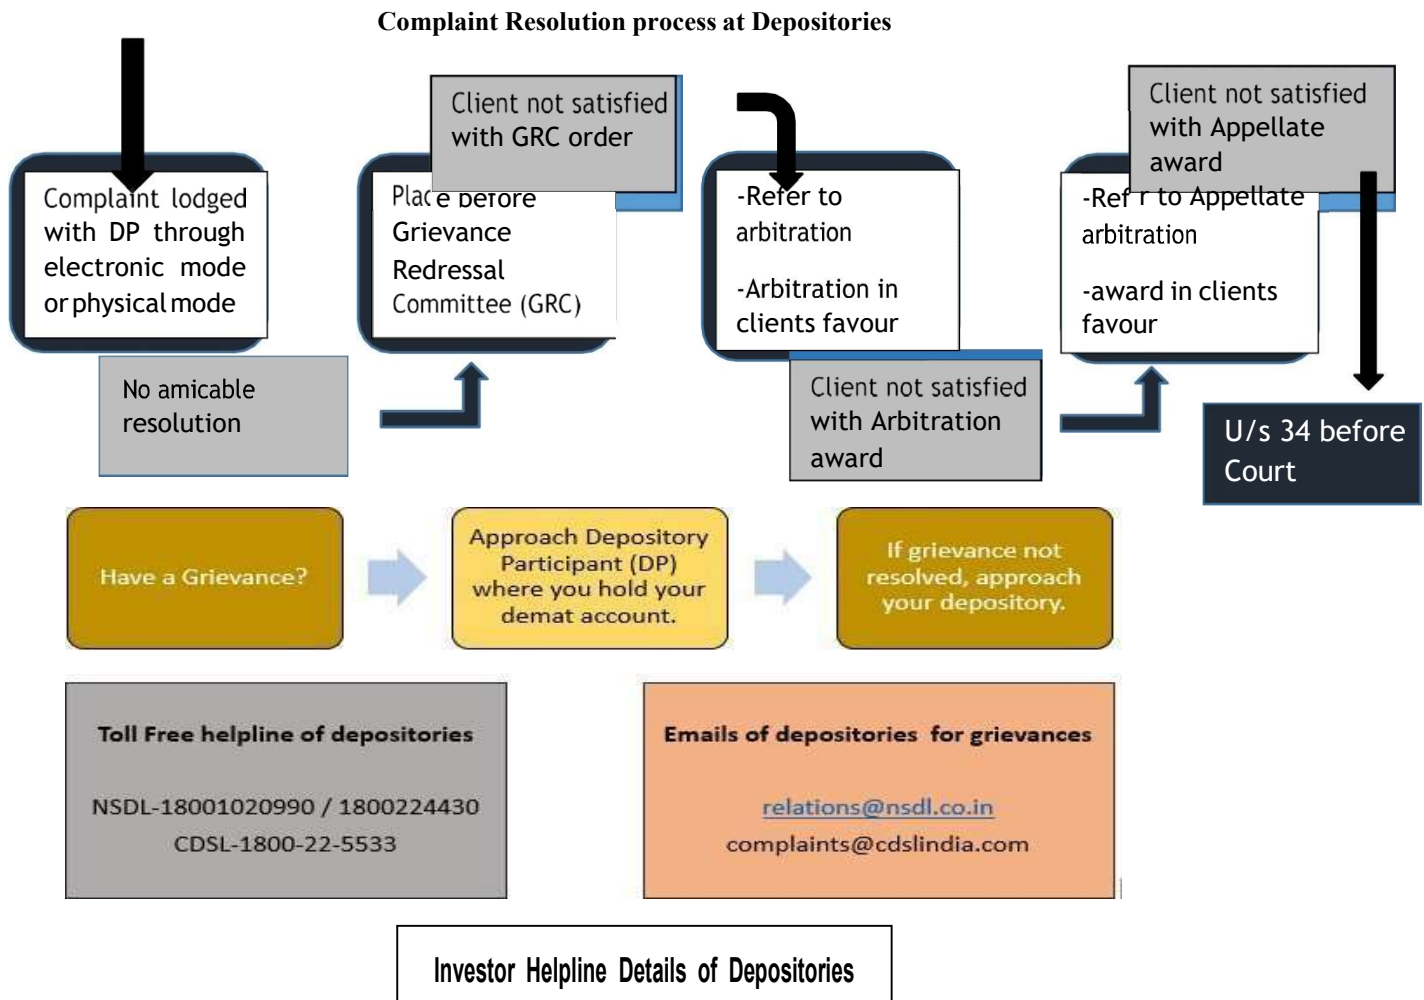 Complaint Resolution process at Depositories
Complaint lodged
with DP through
electronic mode
or physical mode
No amicable
resolution
Place before
Grievance
Redressal
Committee (GRC)
Client not satisfied
with GRC order
-Refer to
arbitration
-Arbitration in
clients favour
Client not satisfied
with Arbitration
award
-Ref r to Appellate
arbitration
-award in clients
favour
Client not satisfied
with Appellate
award
U/s 34 before
Court
Have a Grievance?
Approach Depository
Participant (DP)
where you hold your
demat account.
If grievance not
resolved, approach
your depository.
Toll Free helpline of depositories
NSDL-18001020990 / 1800224430
CDSL-1800-22-5533
Emails of depositories for grievances
relations@nsdl.co.in
complaints@cdslindia.com
Investor Helpline Details of Depositories